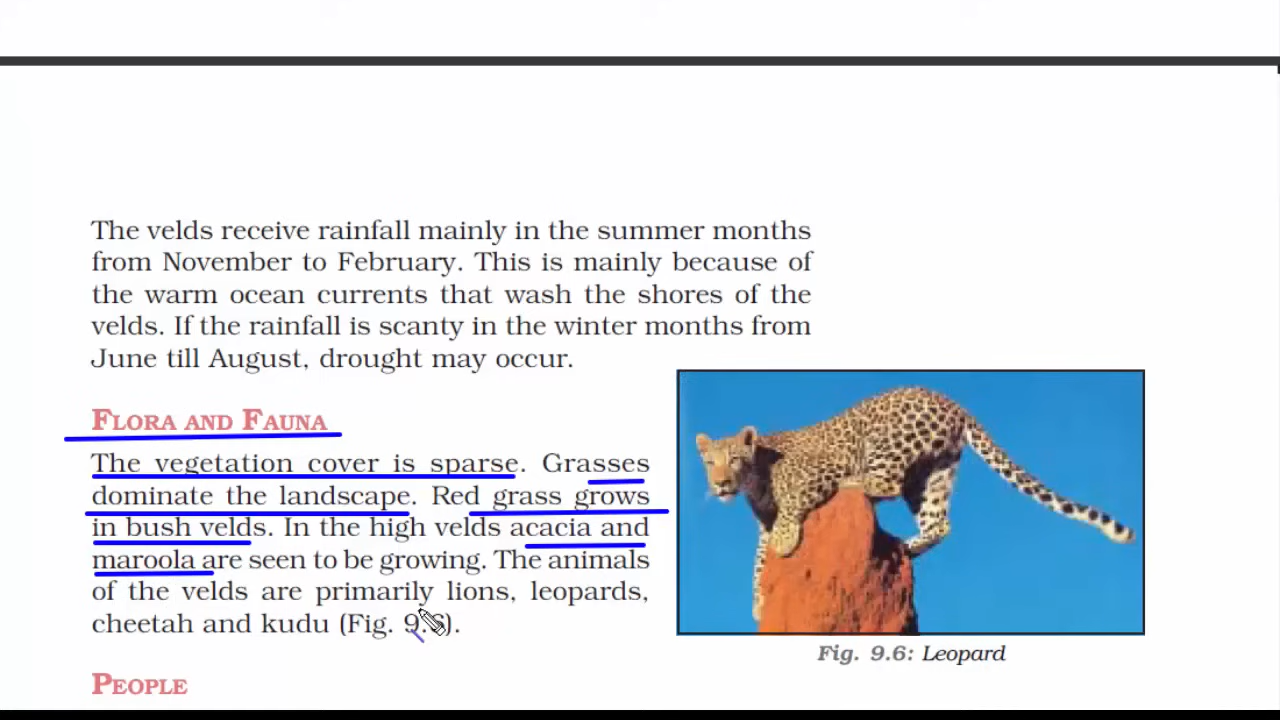 The velds receive rainfall mainly in the summer months
from November to February. This is mainly because of
the warm ocean currents that wash the shores of the
velds. If the rainfall is scanty in the winter months from
June till August, drought may occur.
FLORA AND FAUNA
The vegetation cover is sparse. Grasses
dominate the landscape. Red grass grows
in bush velds. In the high velds acacia and
maroola are seen to be growing. The animals
of the velds are primarily lions, leopards,
cheetah and kudu (Fig. 9.6).
Fig. 9.6: Leopard
PEOPLE